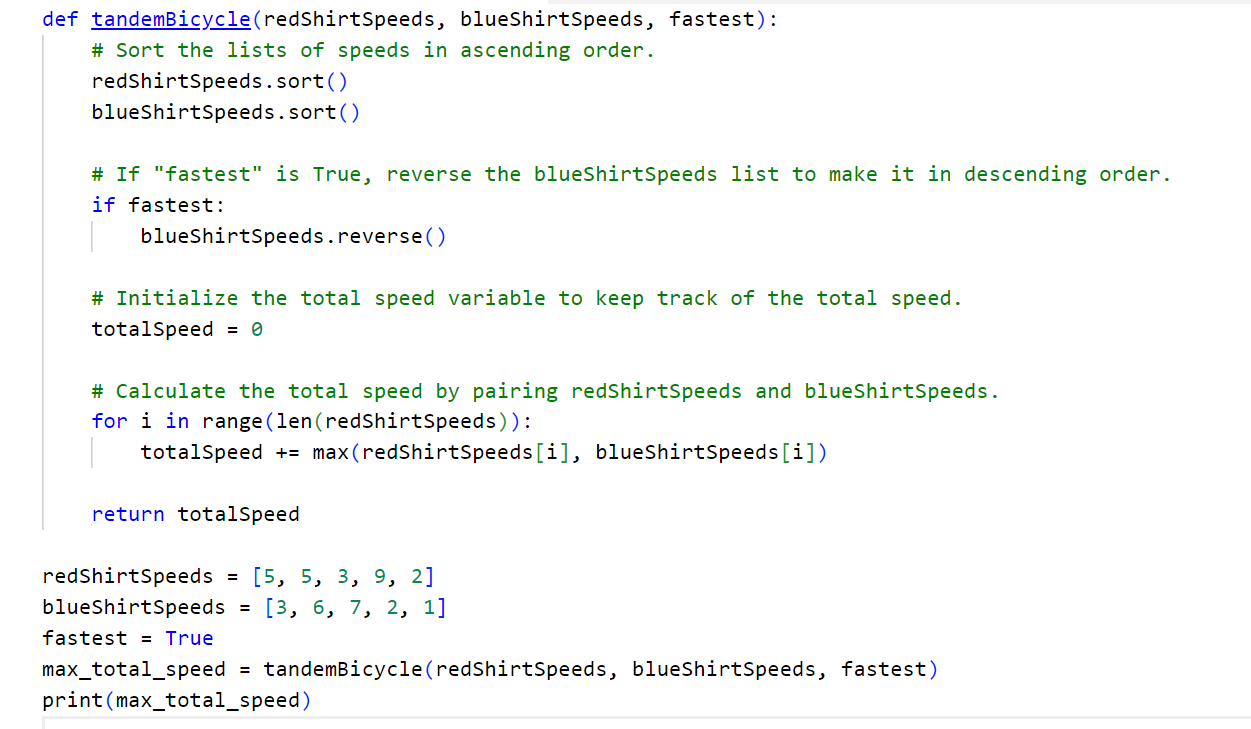 def tandemBicycle(redShirtSpeeds, blueShirtSpeeds, fastest):
    # Sort the lists of speeds in ascending order.
    redShirtSpeeds.sort()
    blueShirtSpeeds.sort()
    # If "fastest" is True, reverse the blueShirtSpeeds list to make it in descending order.
    if fastest:
        blueShirtSpeeds.reverse()
    # Initialize the total speed variable to keep track of the total speed.
    totalSpeed = 0
    # Calculate the total speed by pairing redShirtSpeeds and blueShirtSpeeds.
    for i in range(len(redShirtSpeeds)):
        totalSpeed += max(redShirtSpeeds[i], blueShirtSpeeds[i])
    return totalSpeed
redShirtSpeeds = [5, 5, 3, 9, 2]
blueShirtSpeeds = [3, 6, 7, 2, 1]
fastest = True
max_total_speed = tandemBicycle(redShirtSpeeds, blueShirtSpeeds, fastest)
print(max_total_speed)